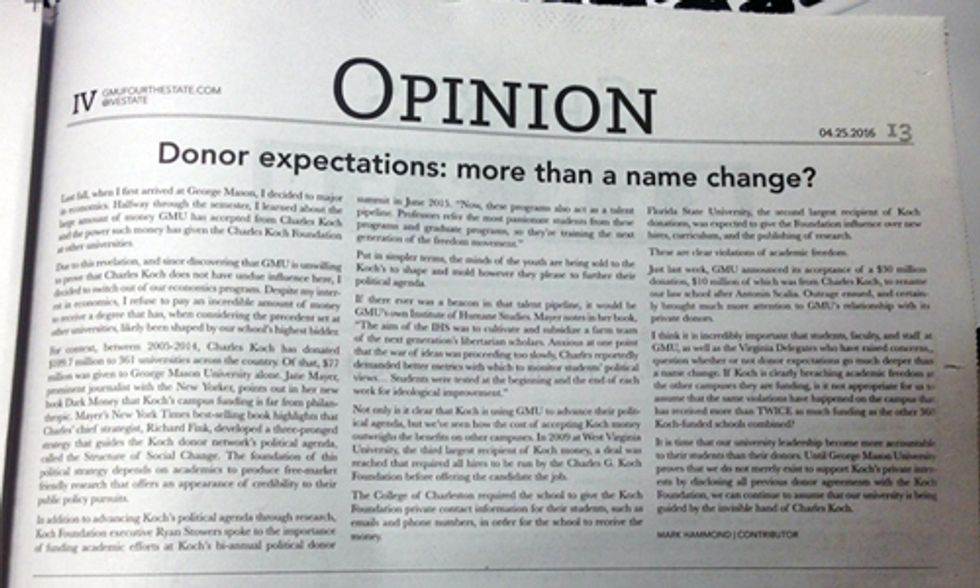 IV GMUFOURTHESTATE.COM
@IVESTATE
OPINION
04.25.2016 13
Donor expectations: more than a name change?
Last fall, when I first arrived at George Mason, I decided to major
in economics. Halfway through the semester, I learned about the
large amount of money GMU has accepted from Charles Koch
and the power such money has given the Charles Koch Foundation
at other universities.
Due to this revelation, and since discovering that GMU is unwilling
to prove that Charles Koch does not have undue influence here, I
decided to switch out of our economics program. Despite my inter-
est in economics, I refuse to pay an incredible amount of money
to receive a degree that has, when considering the precedent set at
other universities, likely been shaped by our school's highest bidder.
For context, between 2005-2014, Charles Koch has donated
million to 361 universities across the country. Of that, $77
million was given to George Mason University alone. Jane Mayer,
prominent journalist with the New Yorker, points out in her new
book Dark Money that Koch's campus funding is far from philan-
thropic. Mayer's New York Times best-selling book highlights that
Charles' chief strategist, Richard Fink, developed a three-pronged
strategy that guides the Koch donor network's political agenda,
called the Structure of Social Change. The foundation of this
political strategy depends on academics to produce free-market
friendly research that offers an appearance of credibility to their
public policy pursuits.
In addition to advancing Koch's political agenda through research,
Koch Foundation executive Ryan Stowers spoke to the importance
of funding academic efforts at Koch's bi-annual political donor
summit in June 2015. "Now, these programs also act as a talent
pipeline. Professors refer the most passionate students from these
programs and graduate programs, so they're training the next
generation of the freedom movement."
Put in simpler terms, the minds of the youth are being sold to the
Koch's to shape and mold however they please to further their
political agenda.
If there ever was a beacon in that talent pipeline, it would be
GMU's own Institute of Humane Studies. Mayer notes in her book,
"The aim of the IHS was to cultivate and subsidize a farm team
of the next generation's libertarian scholars. Anxious at one point
that the war of ideas was proceeding too slowly, Charles reportedly
demanded better metrics with which to monitor students' political
views... Students were tested at the beginning and the end of each
week for ideological improvement."
Not only is it clear that Koch is using GMU to advance their polit-
ical agenda, but we've seen how the cost of accepting Koch money
outweighs the benefits on other campuses. In 2009 at West Virginia
University, the third largest recipient of Koch money, a deal was
reached that required all hires to be run by the Charles G. Koch
Foundation before offering the candidate the job.
The College of Charleston required the school to give the Koch
Foundation private contact information for their students, such as
emails and phone numbers, in order for the school to receive the
money.
Florida State University, the second largest recipient of Koch
donations, was expected to give the Foundation influence over new
hires, curriculum, and the publishing of research.
These are clear violations of academic freedom.
Just last week, GMU announced its acceptance of a $30 million
donation, $10 million of which was from Charles Koch, to rename
our law school after Antonin Scalia. Outrage ensued, and certain-
ly brought much more attention to GMU's relationship with its
private donors.
I think it is incredibly important that students, faculty, and staff at
GMU, as well as the Virginia Delegates who have raised concerns,
question whether or not donor expectations go much deeper than
a name change. If Koch is clearly breaching academic freedom at
the other campuses they are funding, is it not appropriate for us to
assume that the same violations have happened on the campus that
has received more than TWICE as much funding as the other 360
Koch-funded schools combined?
It is time that our university leadership become more accountable
to their students than their donors. Until George Mason University
proves that we do not merely exist to support Koch's private inter-
ests by disclosing all previous donor agreements with the Koch
Foundation, we can continue to assume that our university is being
guided by the invisible hand of Charles Koch.
MARK HAMMOND | CONTRIBUTOR